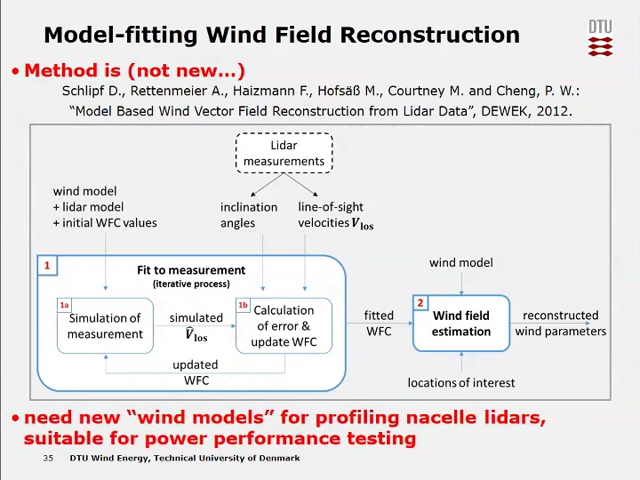 Model-fitting Wind Field Reconstruction
DTU
• Method is (not new…)
Schlipf D., Rettenmeier A., Haizmann F., Hofsäß M., Courtney M. and Cheng, P. W.:
“Model Based Wind Vector Field Reconstruction from Lidar Data”, DEWEK, 2012.
Lidar
measurements
wind model
+ lidar model
+ initial WFC values
inclination
angles
line-of-sight
velocities V_los
1
Fit to measurement
(iterative process)
wind model
1a
Simulation of
measurement
simulated
V̂_los
1b
Calculation
of error &
update WFC
updated
WFC
fitted
WFC
2
Wind field
estimation
reconstructed
wind parameters
locations of interest
• need new “wind models” for profiling nacelle lidars,
suitable for power performance testing
35 DTU Wind Energy, Technical University of Denmark